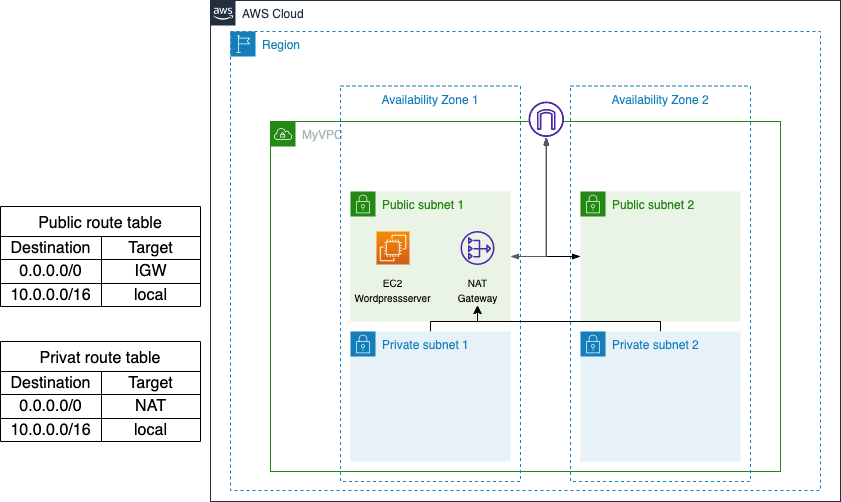 aws
AWS Cloud
Region
Availability Zone 1
Availability Zone 2
MyVPC
Public subnet 1
Public subnet 2
EC2
Wordpressserver
NAT
Gateway
Private subnet 1
Private subnet 2
Public route table
Destination Target
0.0.0.0/0 IGW
10.0.0.0/16 local
Privat route table
Destination Target
0.0.0.0/0 NAT
10.0.0.0/16 local